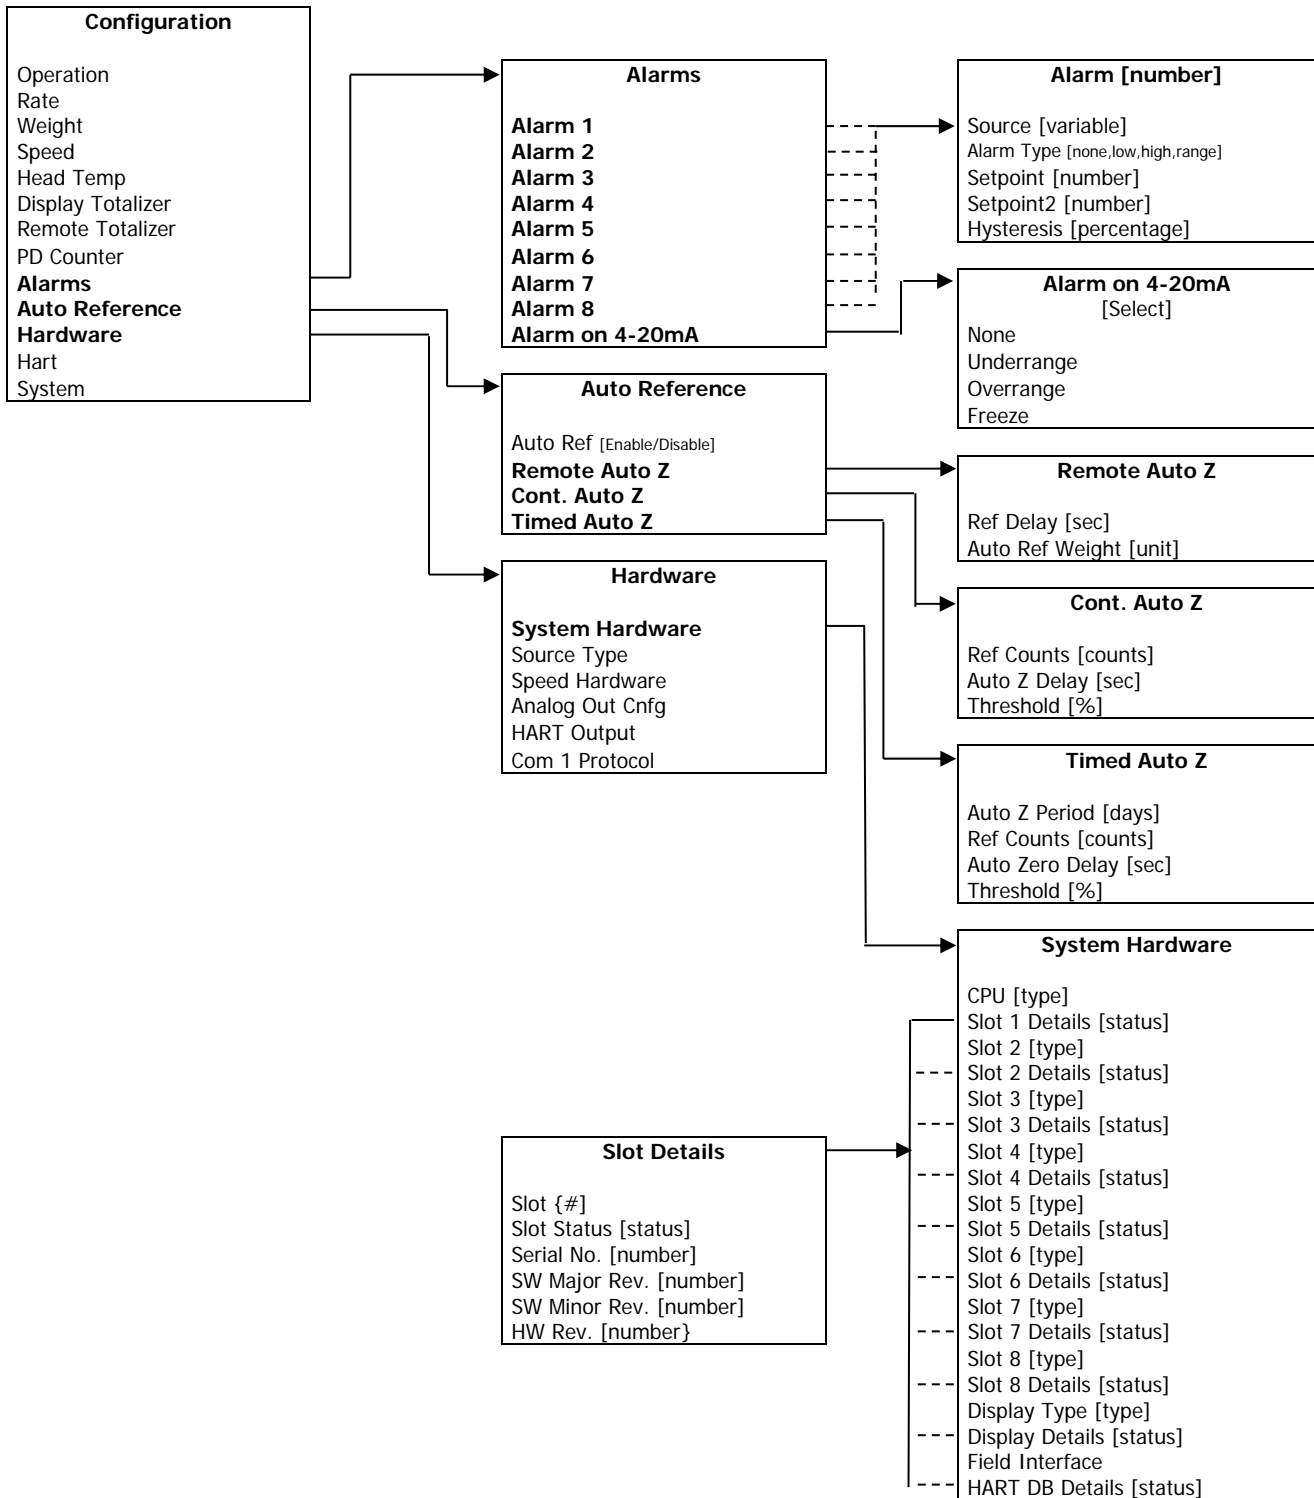 Configuration
Operation
Rate
Weight
Speed
Head Temp
Display Totalizer
Remote Totalizer
PD Counter
Alarms
Auto Reference
Hardware
Hart
System
Alarms
Alarm 1
Alarm 2
Alarm 3
Alarm 4
Alarm 5
Alarm 6
Alarm 7
Alarm 8
Alarm on 4-20mA
Alarm [number]
Source [variable]
Alarm Type [none,low,high,range]
Setpoint [number]
Setpoint2 [number]
Hysteresis [percentage]
Alarm on 4-20mA
[Select]
None
Underrange
Overrange
Freeze
Auto Reference
Auto Ref [Enable/Disable]
Remote Auto Z
Cont. Auto Z
Timed Auto Z
Remote Auto Z
Ref Delay [sec]
Auto Ref Weight [unit]
Cont. Auto Z
Ref Counts [counts]
Auto Z Delay [sec]
Threshold [%]
Timed Auto Z
Auto Z Period [days]
Ref Counts [counts]
Auto Zero Delay [sec]
Threshold [%]
Hardware
System Hardware
Source Type
Speed Hardware
Analog Out Cnfg
HART Output
Com 1 Protocol
System Hardware
CPU [type]
Slot 1 Details [status]
Slot 2 [type]
Slot 2 Details [status]
Slot 3 [type]
Slot 3 Details [status]
Slot 4 [type]
Slot 4 Details [status]
Slot 5 [type]
Slot 5 Details [status]
Slot 6 [type]
Slot 6 Details [status]
Slot 7 [type]
Slot 7 Details [status]
Slot 8 [type]
Slot 8 Details [status]
Display Type [type]
Display Details [status]
Field Interface
HART DB Details [status]
Slot Details
Slot {#]
Slot Status [status]
Serial No. [number]
SW Major Rev. [number]
SW Minor Rev. [number]
HW Rev. [number}